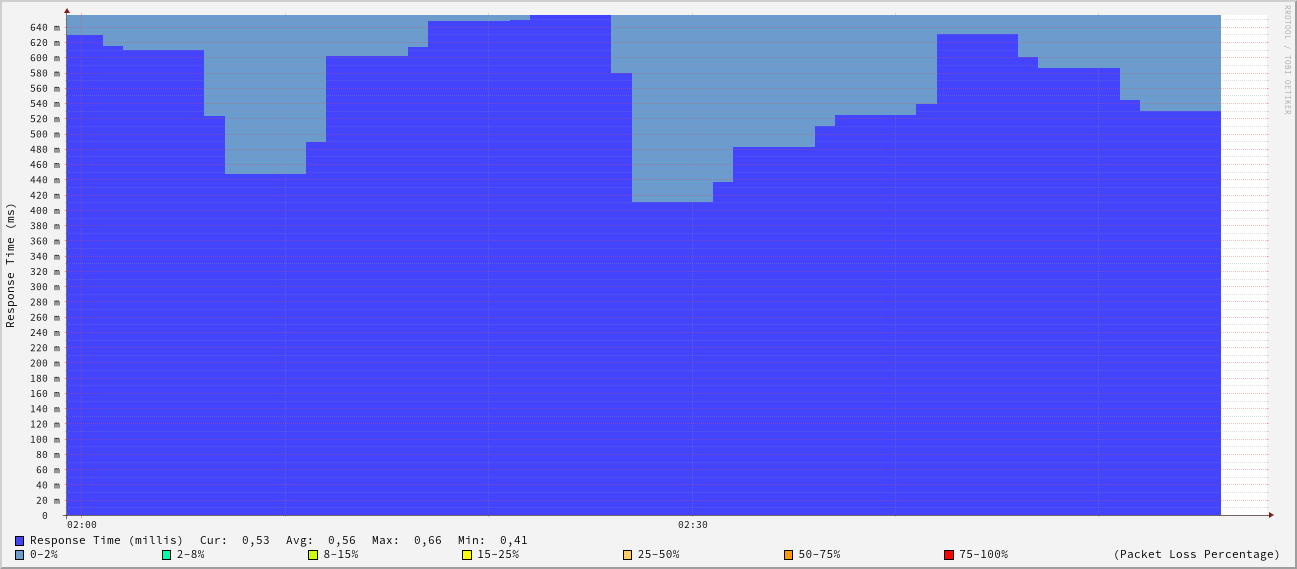 RRDTOOL / TOBI OETIKER
Response Time (ms)
640 m
620 m
600 m
580 m
560 m
540 m
520 m
500 m
480 m
460 m
440 m
420 m
400 m
380 m
360 m
340 m
320 m
300 m
280 m
260 m
240 m
220 m
200 m
180 m
160 m
140 m
120 m
100 m
80 m
60 m
40 m
20 m
0
02:00 02:30
Response Time (millis) Cur: 0,53 Avg: 0,56 Max: 0,66 Min: 0,41
0-2% 2-8% 8-15% 15-25% 25-50% 50-75% 75-100% (Packet Loss Percentage)